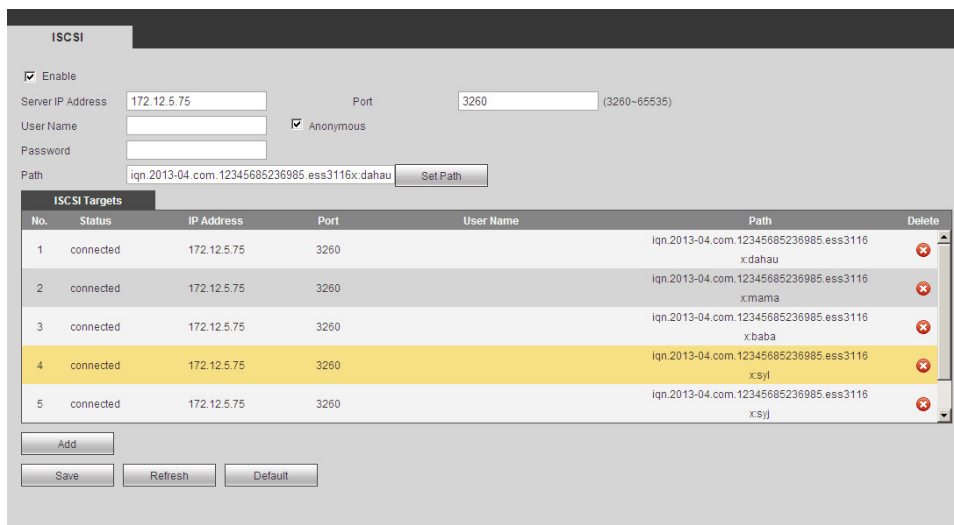 ISCSI
Enable
Server IP Address 172.12.5.75 Port 3260 (3260~65535)
User Name Anonymous
Password
Path iqn.2013-04.com.12345685236985.ess3116x:dahau Set Path
ISCSI Targets
No. Status IP Address Port User Name Path Delete
1 connected 172.12.5.75 3260 iqn.2013-04.com.12345685236985.ess3116
x:dahau
2 connected 172.12.5.75 3260 iqn.2013-04.com.12345685236985.ess3116
x:mama
3 connected 172.12.5.75 3260 iqn.2013-04.com.12345685236985.ess3116
x:baba
4 connected 172.12.5.75 3260 iqn.2013-04.com.12345685236985.ess3116
x:syl
5 connected 172.12.5.75 3260 iqn.2013-04.com.12345685236985.ess3116
x:syj
Add
Save Refresh Default